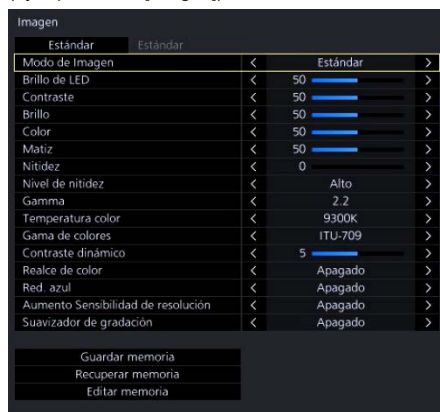 Imagen
Estándar Estándar
Modo de Imagen < Estándar >
Brillo de LED < 50 >
Contraste < 50 >
Brillo < 50 >
Color < 50 >
Matiz < 50 >
Nitidez < 0 >
Nivel de nitidez < Alto >
Gamma < 2.2 >
Temperatura color < 9300K >
Gama de colores < ITU-709 >
Contraste dinámico < 5 >
Realce de color < Apagado >
Red. azul < Apagado >
Aumento Sensibilidad de resolución < Apagado >
Suavizador de gradación < Apagado >
Guardar memoria
Recuperar memoria
Editar memoria